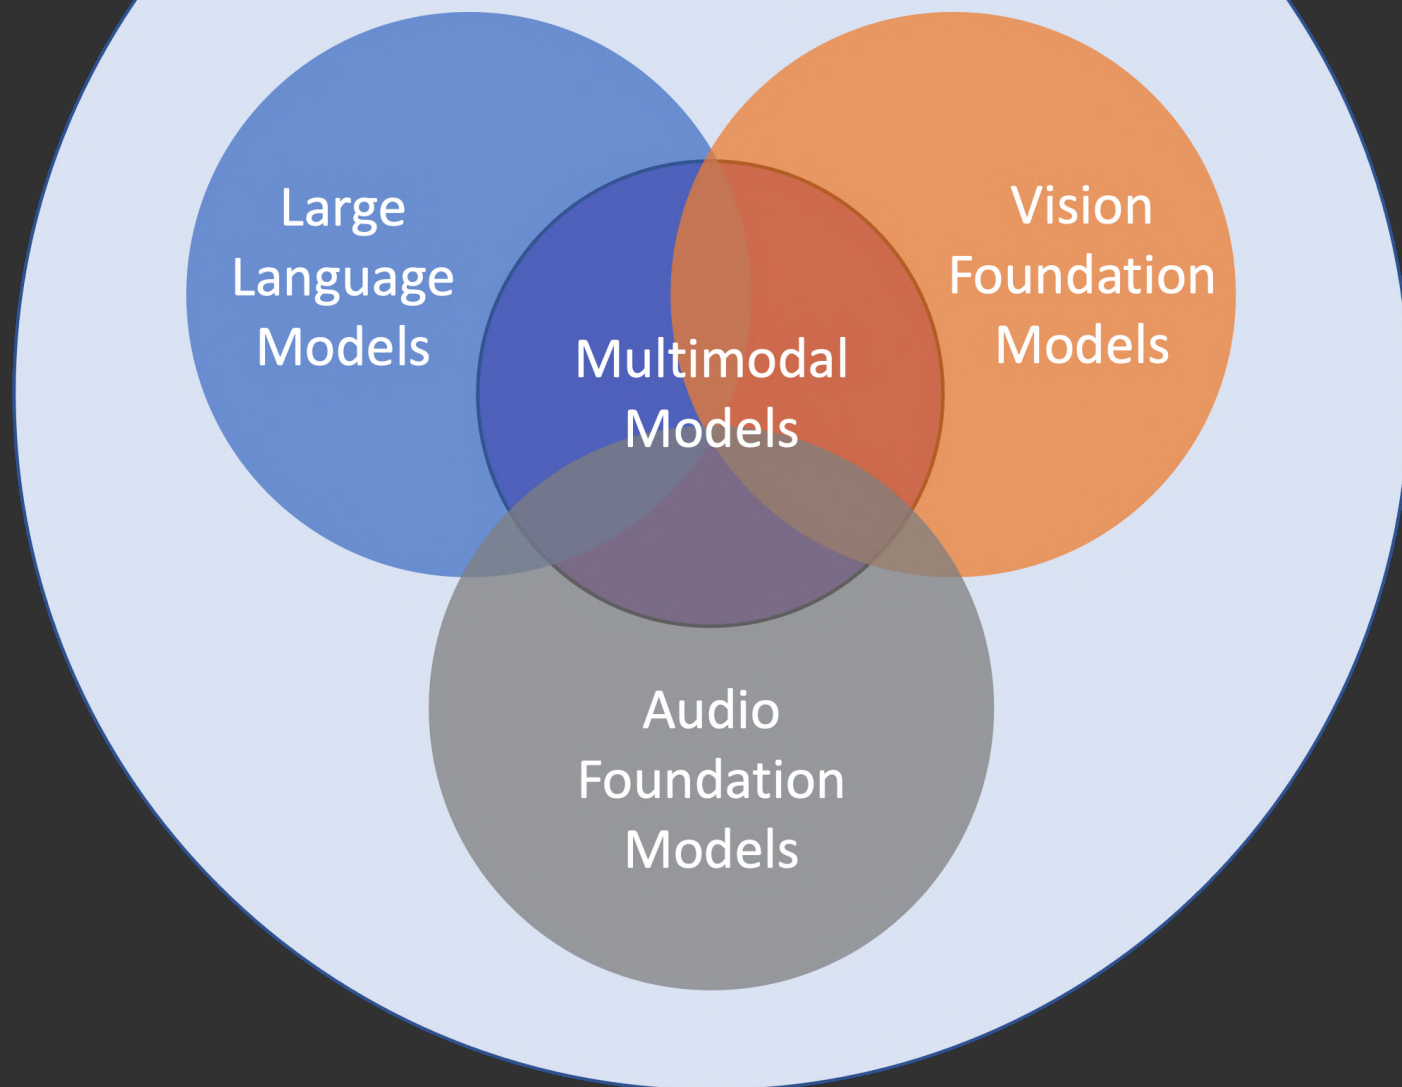 Large
Language
Models
Vision
Foundation
Models
Multimodal
Models
Audio
Foundation
Models